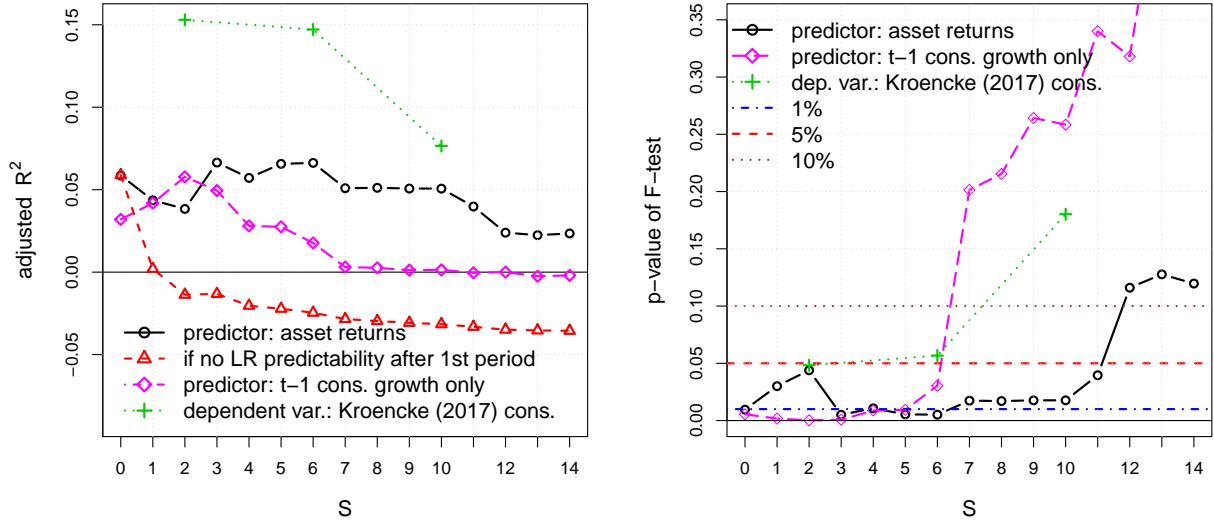 0.15
0.10
0.05
0.00
−0.05
adjusted R²
predictor: asset returns
if no LR predictability after 1st period
predictor: t−1 cons. growth only
dependent var.: Kroencke (2017) cons.
0 1 2 3 4 5 6 7 8 9 10 12 14
S
0.35
0.30
0.25
0.20
0.15
0.10
0.05
0.00
p−value of F−test
predictor: asset returns
predictor: t−1 cons. growth only
dep. var.: Kroencke (2017) cons.
1%
5%
10%
0 1 2 3 4 5 6 7 8 9 10 12 14
S